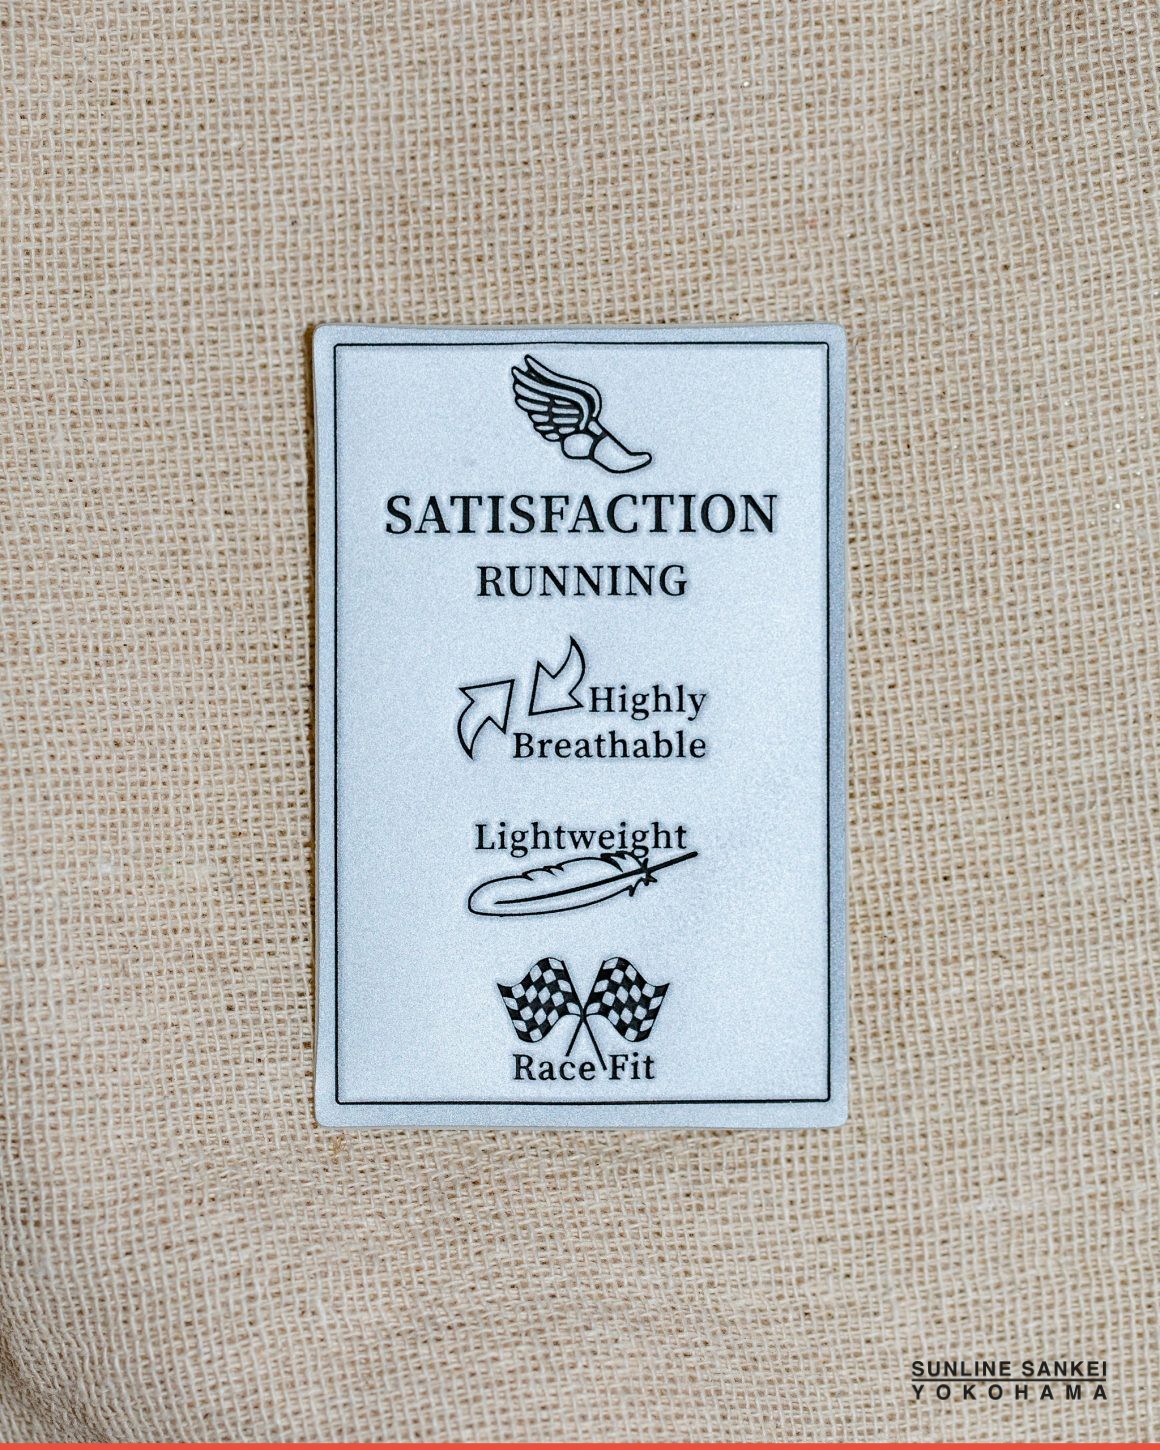 SATISFACTION
RUNNING
Highly
Breathable
Lightweight
Race Fit
SUNLINE SANKEI
YOKOHAMA